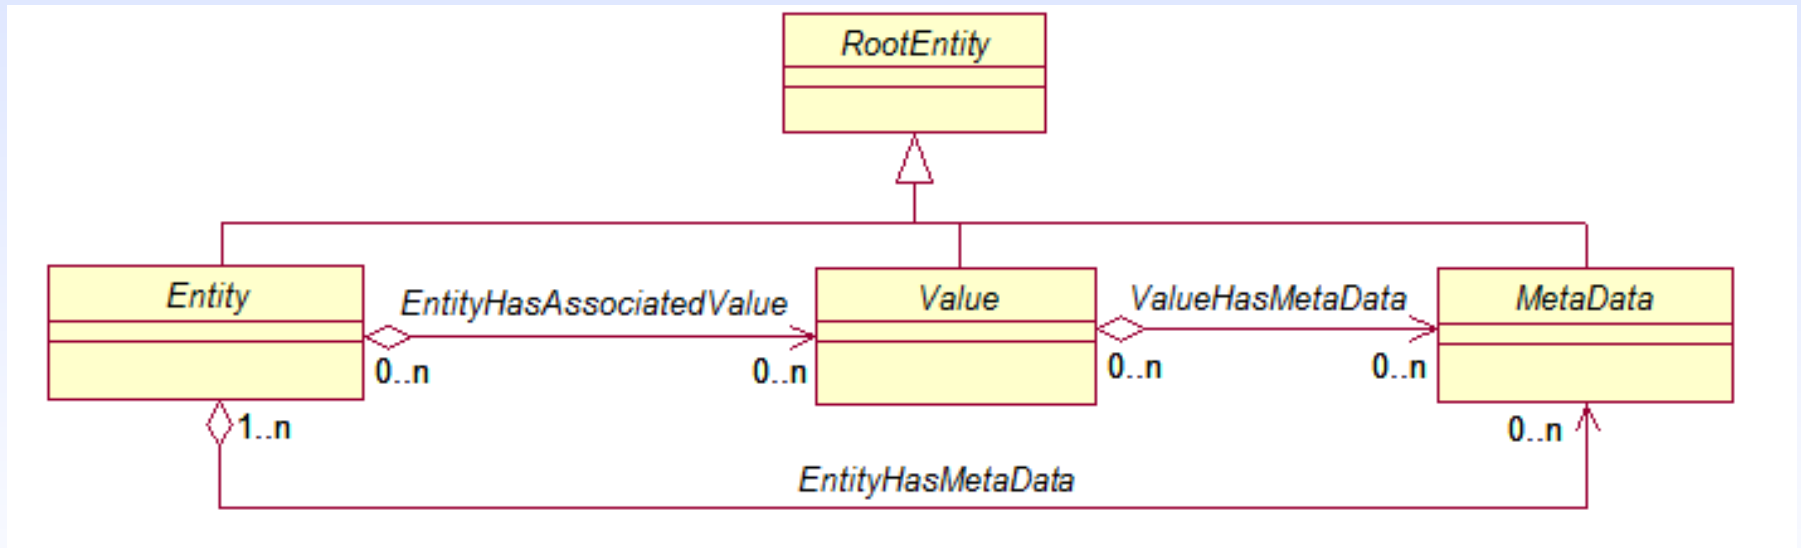 RootEntity
Entity
EntityHasAssociatedValue
Value
ValueHasMetaData
MetaData
0..n
0..n
0..n
0..n
1..n
0..n
EntityHasMetaData